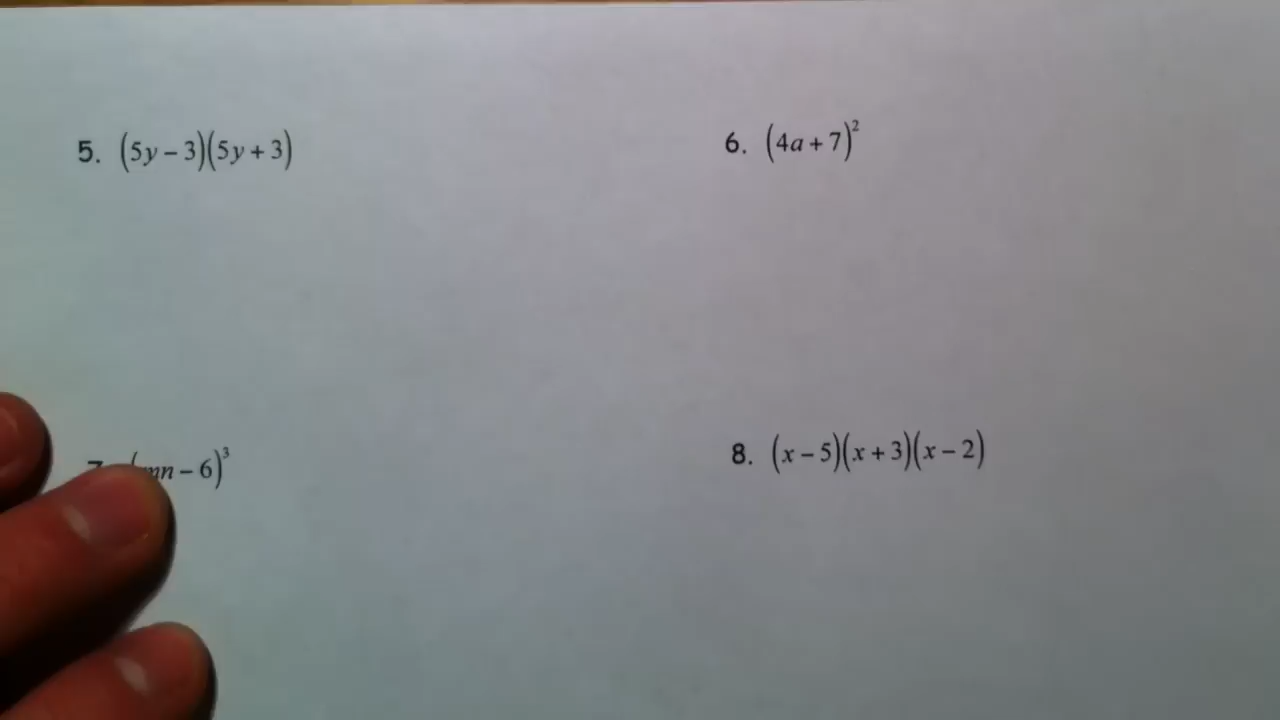 5. (5y − 3)(5y + 3)
6. (4a + 7)²
(mn − 6)³
8. (x − 5)(x + 3)(x − 2)